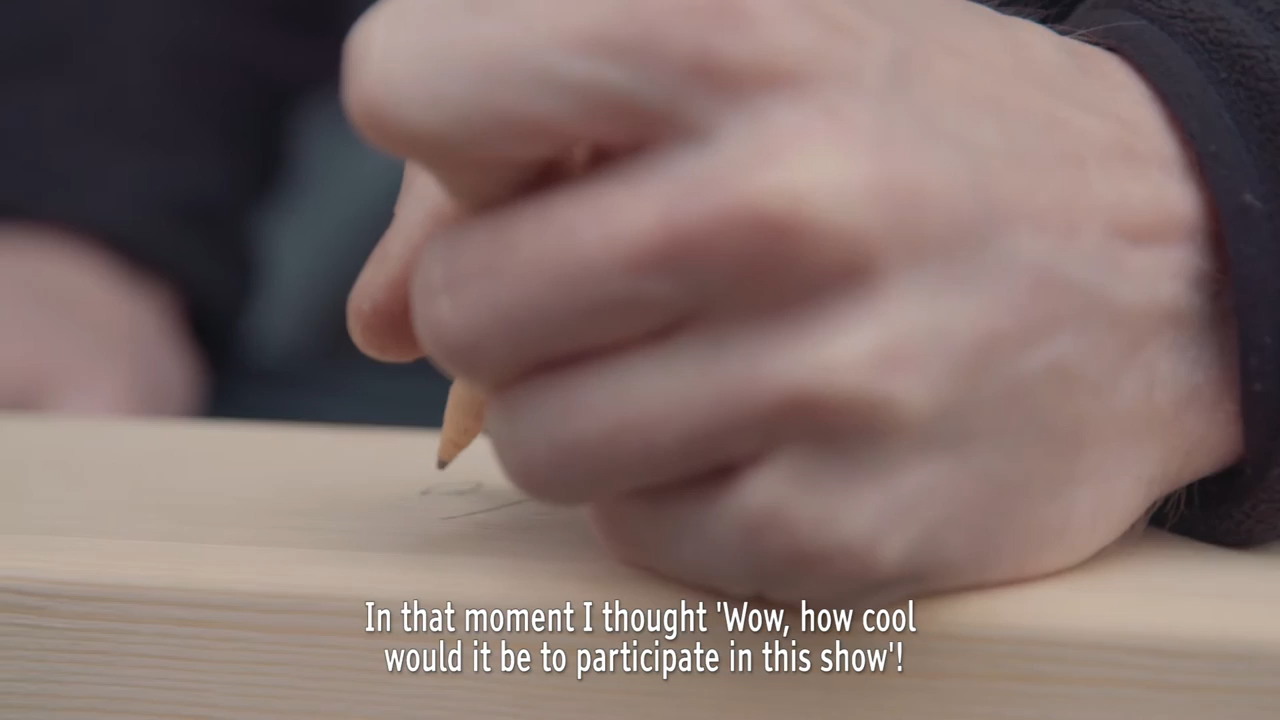 In that moment I thought 'Wow, how cool
would it be to participate in this show'!